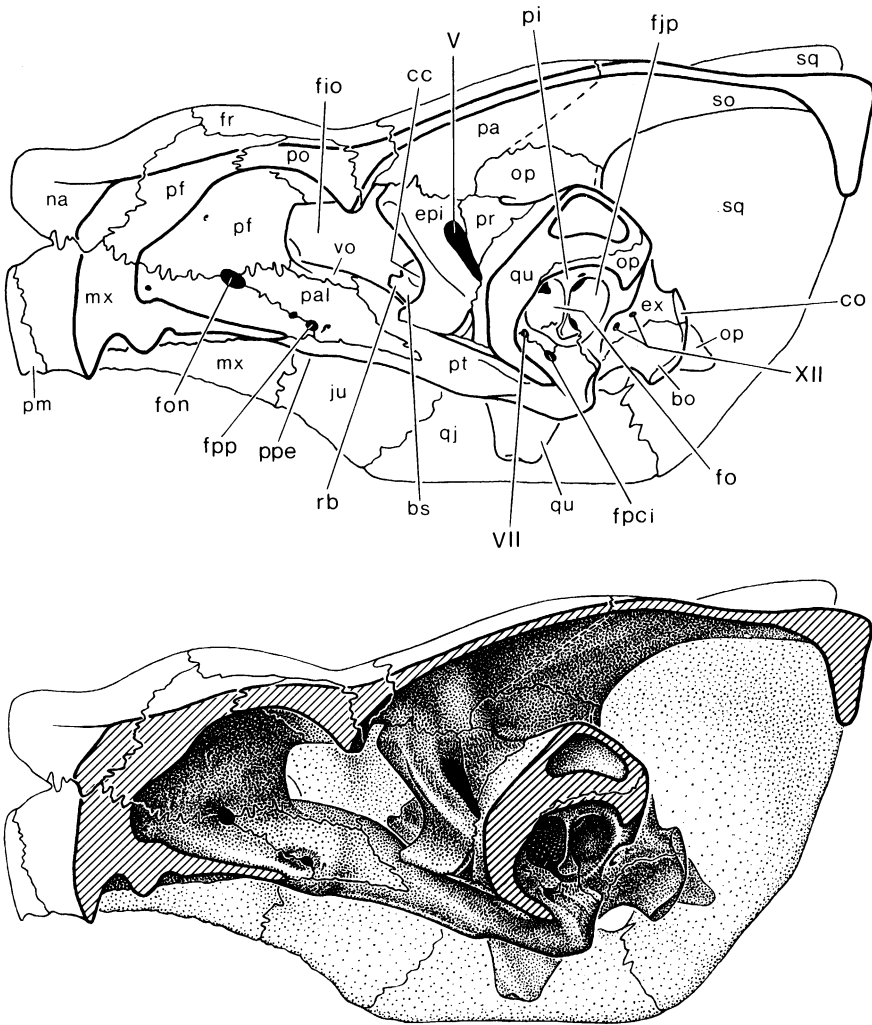 pi
fjp
V
cc
fio
sq
fr
so
pa
po
op
pf
na
sq
epi
pr
pf
vo
qu
op
mx
pal
ex
co
op
pt
mx
ju
bo
XII
pm
fon
qj
fpp
ppe
fo
rb
bs
qu
fpci
VII